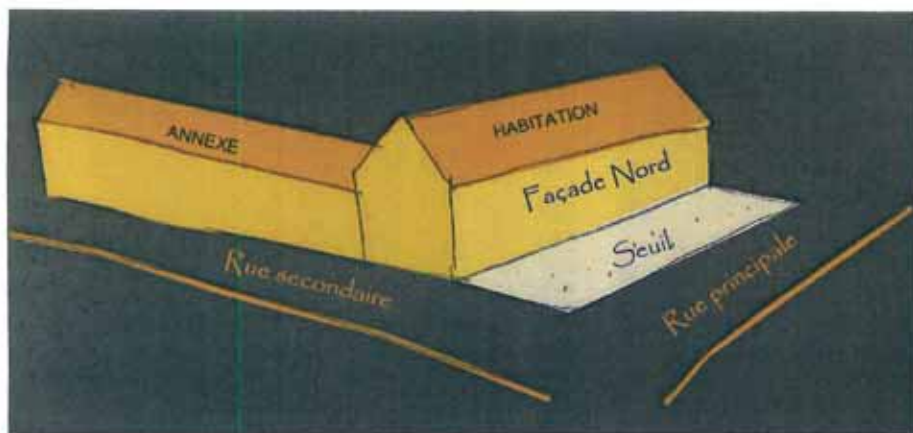 ANNEXE
HABITATION
Façade Nord
Seuil
Rue secondaire
Rue principale